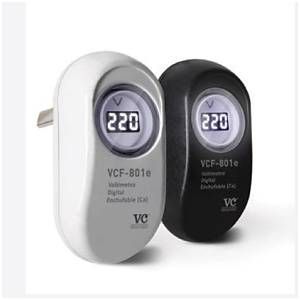 V
220
VCF-801e
Voltímetro
Digital
Enchufable (Ca)
VC
V
220
VCF-801e
Voltímetro
Digital
Enchufable (Ca)
VC